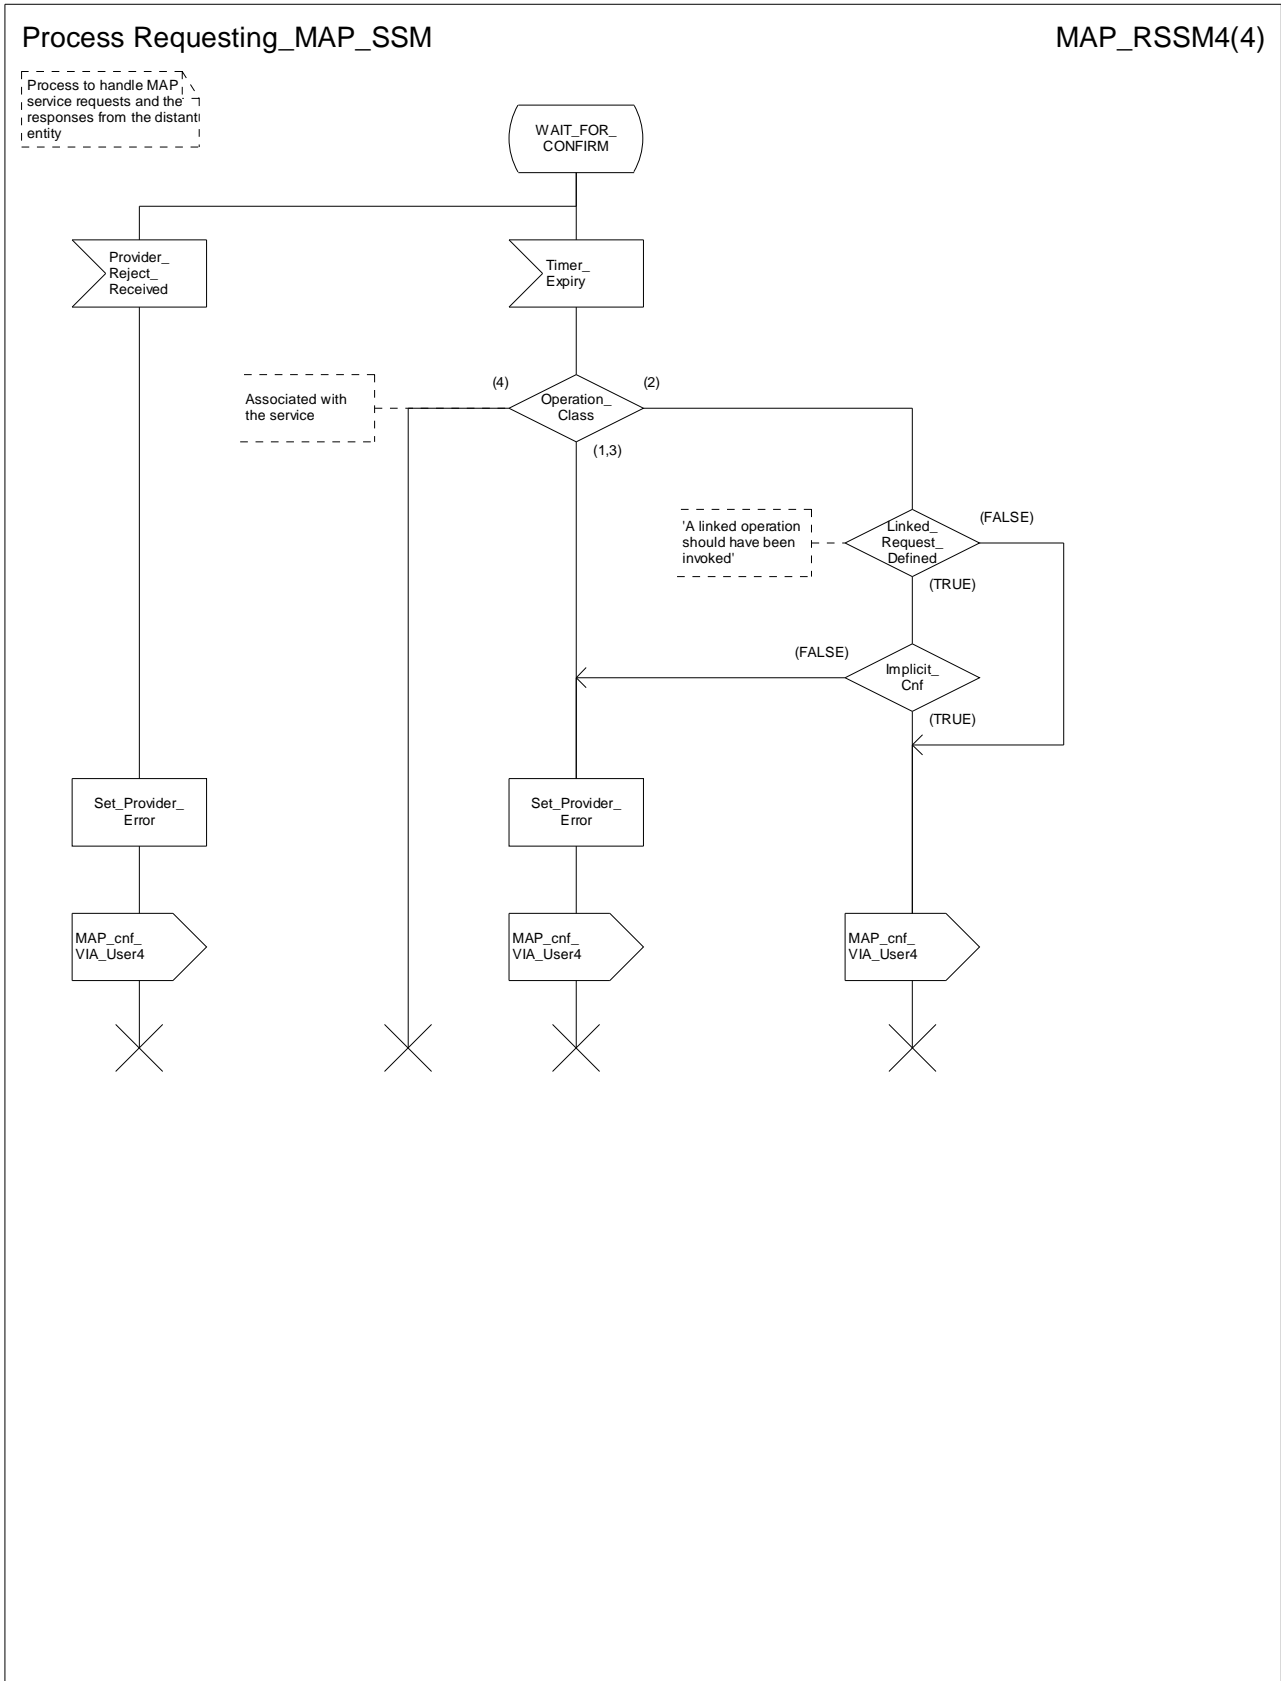 Process Requesting_MAP_SSM
MAP_RSSM4(4)
Process to handle MAP
service requests and the
responses from the distant
entity
WAIT_FOR_
CONFIRM
Provider_
Reject_
Received
Timer_
Expiry
Associated with
the service
(4)
Operation_
Class
(2)
(1,3)
'A linked operation
should have been
invoked'
Linked_
Request_
Defined
(FALSE)
(TRUE)
(FALSE)
Implicit_
Cnf
(TRUE)
Set_Provider_
Error
Set_Provider_
Error
MAP_cnf_
VIA_User4
MAP_cnf_
VIA_User4
MAP_cnf_
VIA_User4